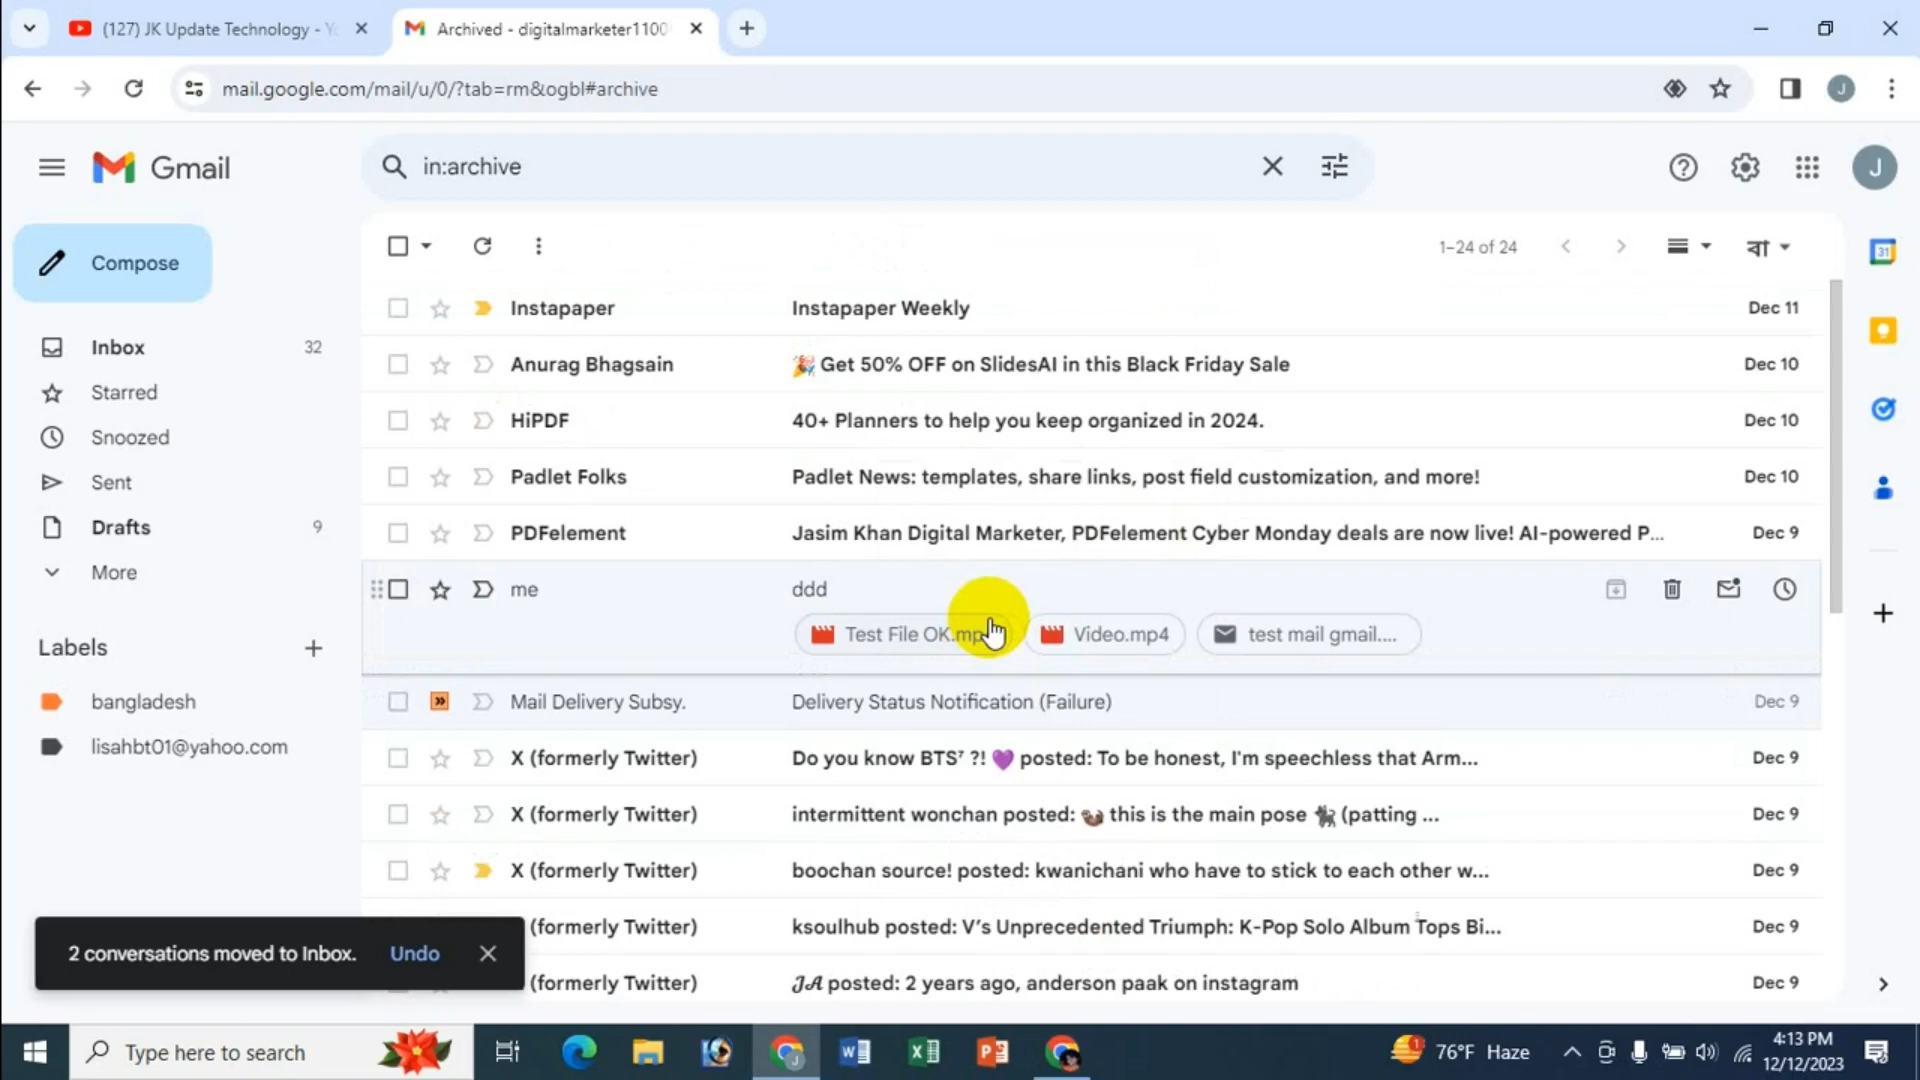 (127) JK Update Technology - Yo
Archived - digitalmarketer1100
mail.google.com/mail/u/0/?tab=rm&ogbl#archive
J
Gmail
in:archive
J
Compose
1–24 of 24
বা
31
Inbox 32
Starred
Snoozed
Sent
Drafts 9
More
Labels
bangladesh
lisahbt01@yahoo.com
Instapaper Instapaper Weekly Dec 11
Anurag Bhagsain 🎉 Get 50% OFF on SlidesAI in this Black Friday Sale Dec 10
HiPDF 40+ Planners to help you keep organized in 2024. Dec 10
Padlet Folks Padlet News: templates, share links, post field customization, and more! Dec 10
PDFelement Jasim Khan Digital Marketer, PDFelement Cyber Monday deals are now live! AI-powered P... Dec 9
me ddd
Test File OK.mp Video.mp4 test mail gmail....
Mail Delivery Subsy. Delivery Status Notification (Failure) Dec 9
X (formerly Twitter) Do you know BTS⁷ ?! 💜 posted: To be honest, I'm speechless that Arm... Dec 9
X (formerly Twitter) intermittent wonchan posted: 🦦 this is the main pose 🐈‍⬛ (patting ... Dec 9
X (formerly Twitter) boochan source! posted: kwanichani who have to stick to each other w... Dec 9
(formerly Twitter) ksoulhub posted: V's Unprecedented Triumph: K-Pop Solo Album Tops Bi... Dec 9
(formerly Twitter) 𝒥𝒜 posted: 2 years ago, anderson paak on instagram Dec 9
2 conversations moved to Inbox. Undo
Type here to search
76°F Haze
4:13 PM
12/12/2023